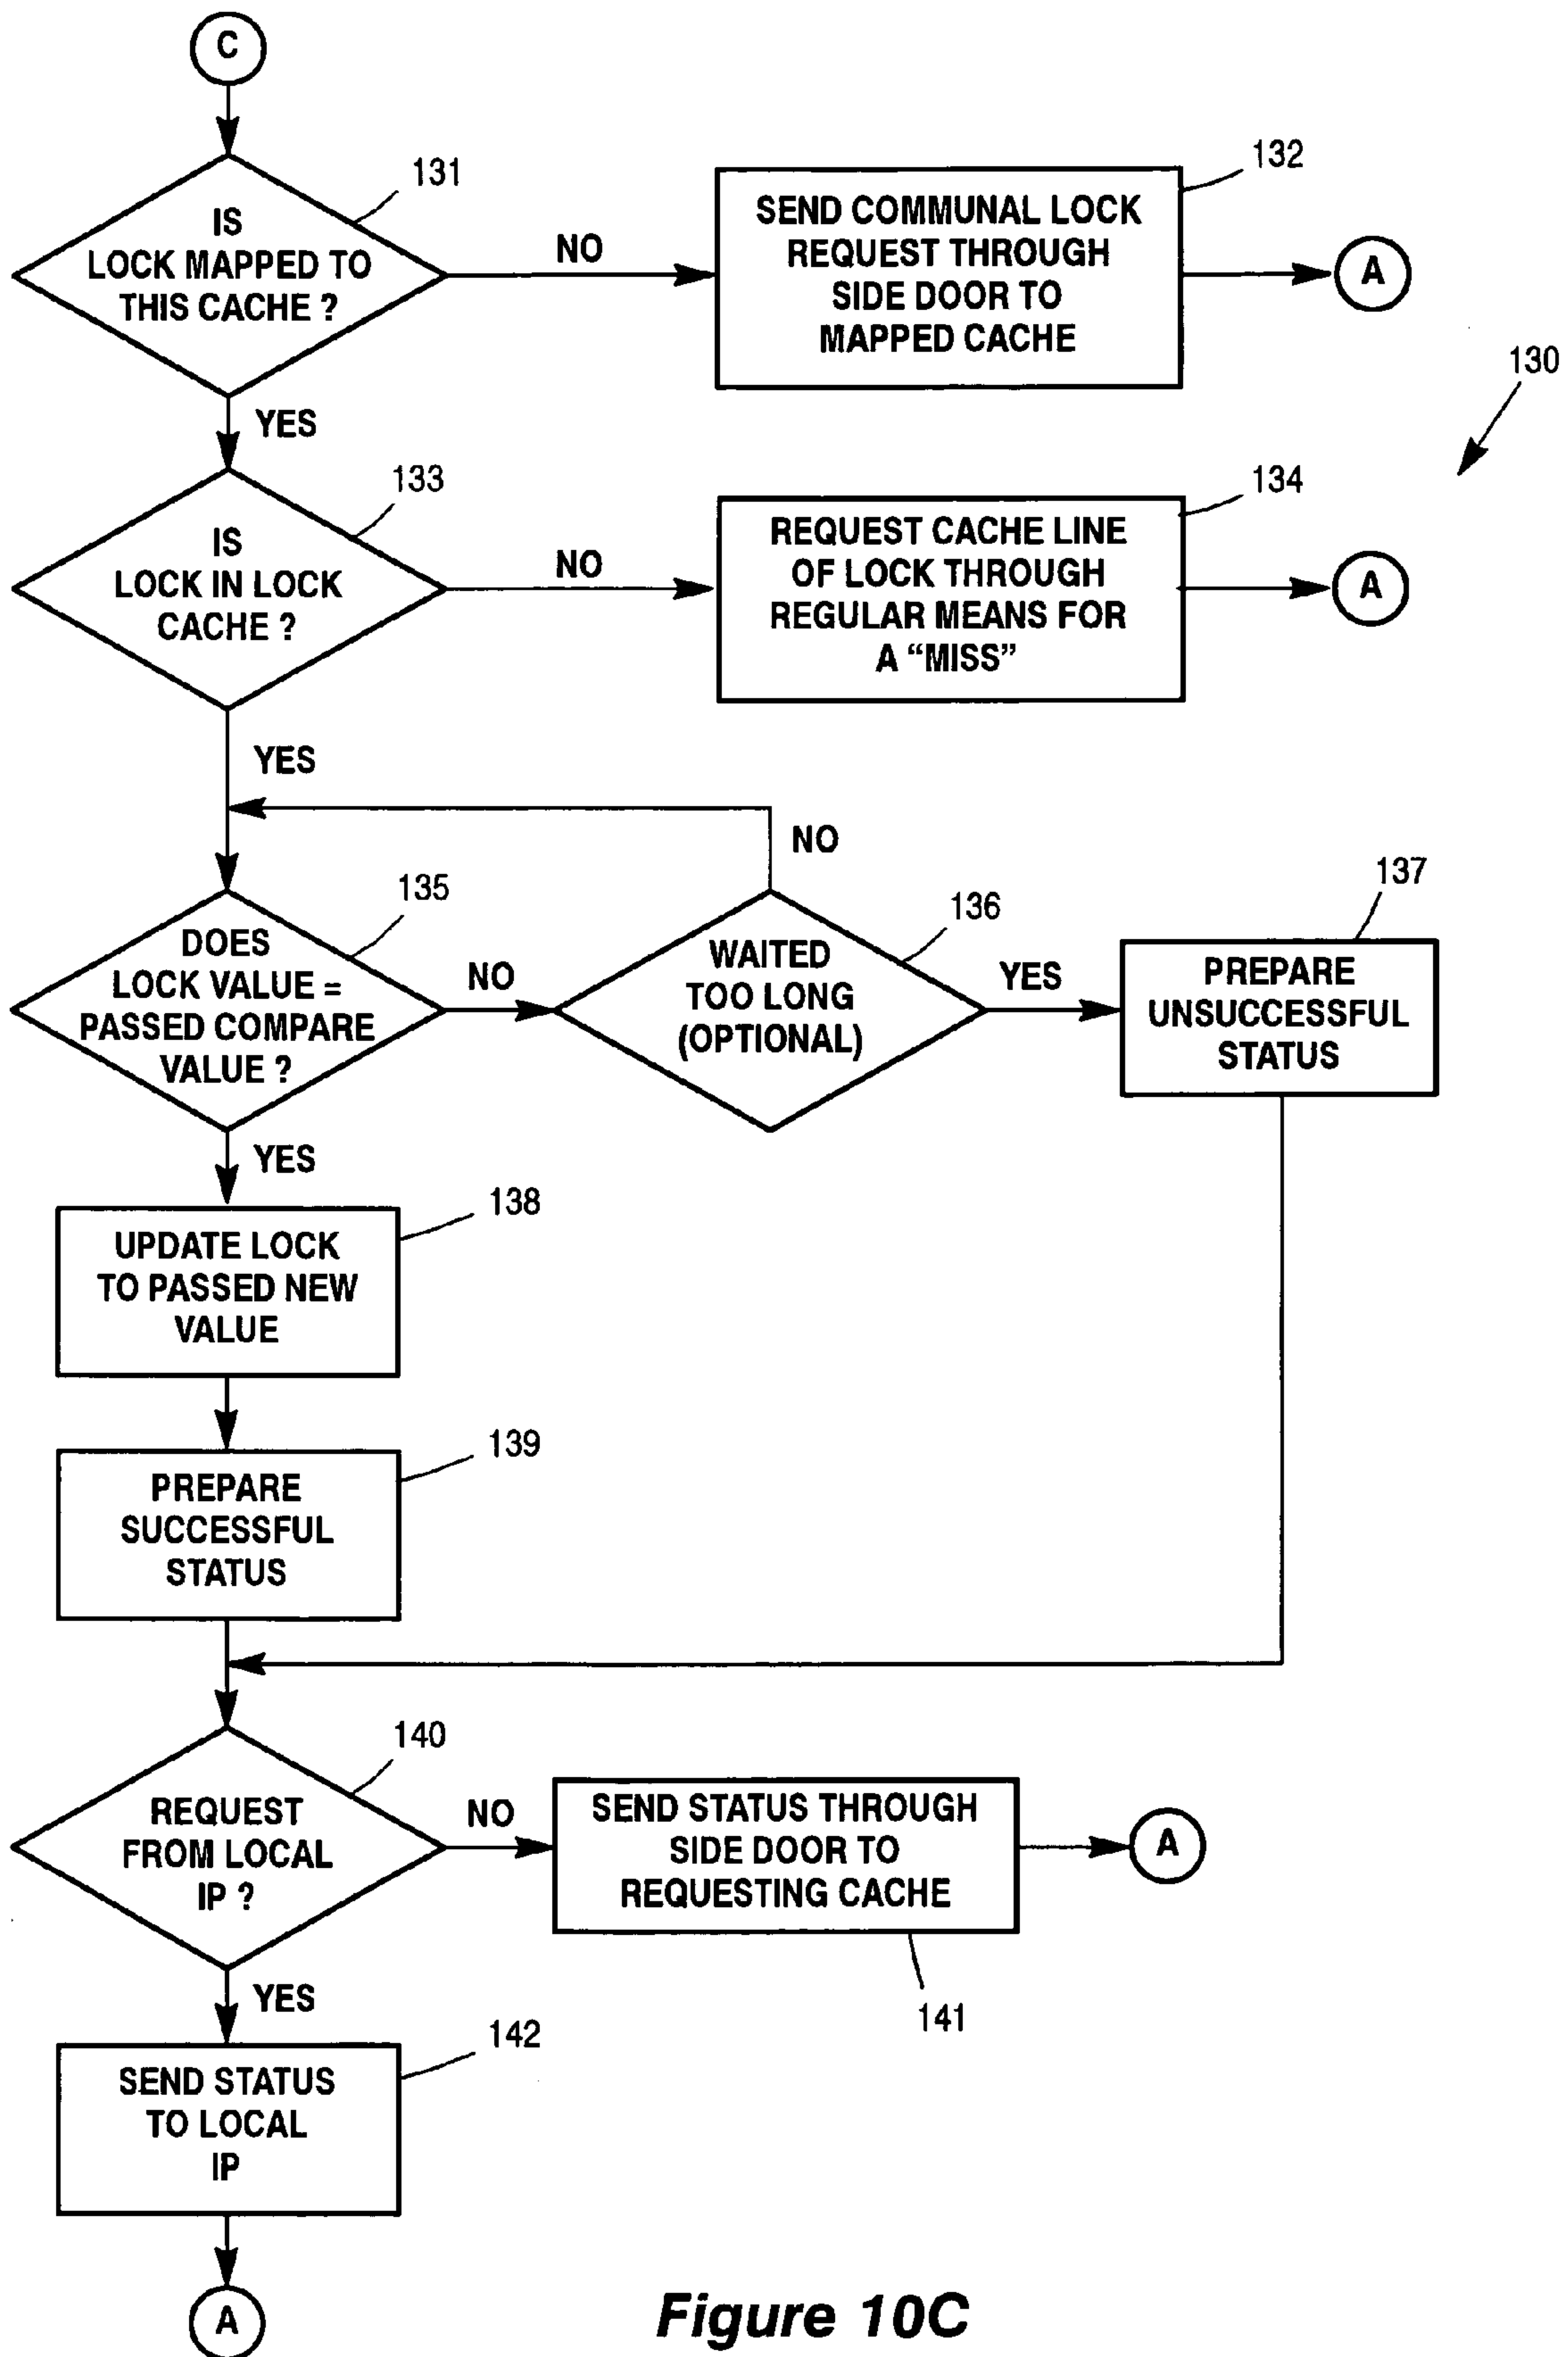 C
131
IS
LOCK MAPPED TO
THIS CACHE ?
NO
132
SEND COMMUNAL LOCK
REQUEST THROUGH
SIDE DOOR TO
MAPPED CACHE
A
130
YES
133
IS
LOCK IN LOCK
CACHE ?
NO
134
REQUEST CACHE LINE
OF LOCK THROUGH
REGULAR MEANS FOR
A “MISS”
A
YES
NO
135
DOES
LOCK VALUE =
PASSED COMPARE
VALUE ?
NO
136
WAITED
TOO LONG
(OPTIONAL)
YES
137
PREPARE
UNSUCCESSFUL
STATUS
YES
138
UPDATE LOCK
TO PASSED NEW
VALUE
139
PREPARE
SUCCESSFUL
STATUS
140
REQUEST
FROM LOCAL
IP ?
NO
SEND STATUS THROUGH
SIDE DOOR TO
REQUESTING CACHE
141
A
YES
142
SEND STATUS
TO LOCAL
IP
A
Figure 10C